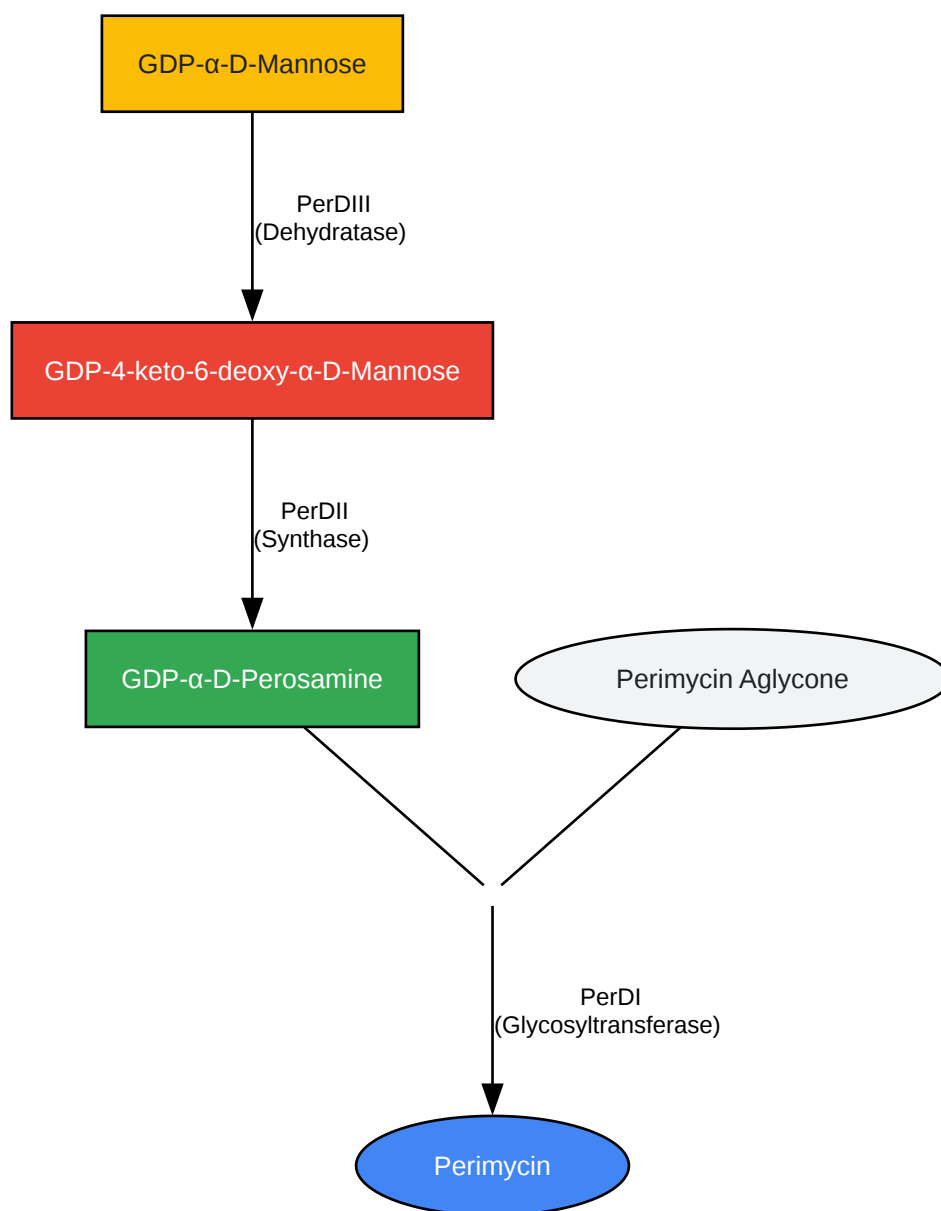 GDP-α-D-Mannose
PerDIII
(Dehydratase)
GDP-4-keto-6-deoxy-α-D-Mannose
PerDII
(Synthase)
GDP-α-D-Perosamine
Perimycin Aglycone
PerDI
(Glycosyltransferase)
Perimycin